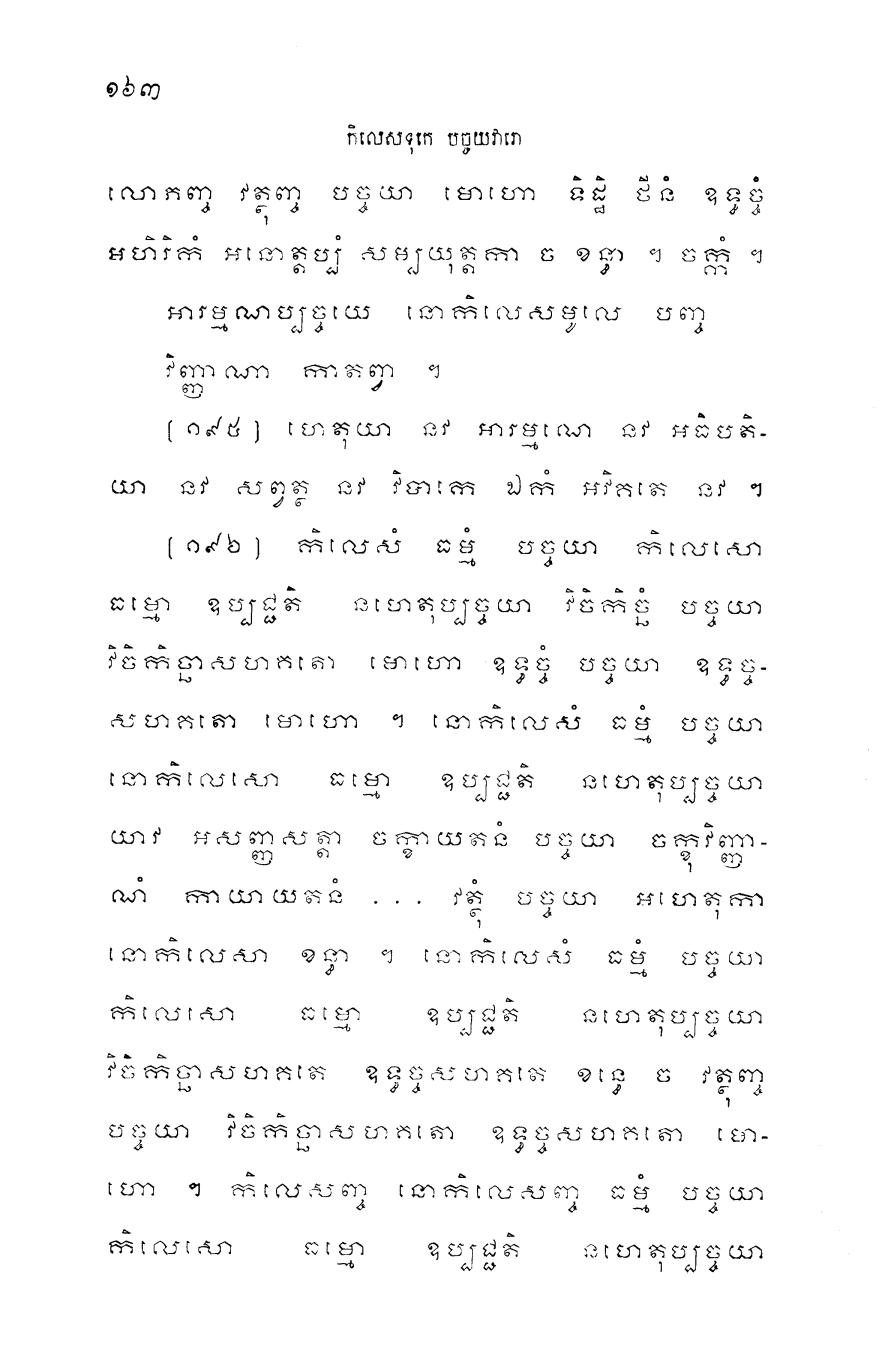 ១៦៣
កិលេសទុកេ បច្ចយវារោ
លោភញ្ច វត្ថុញ្ច បច្ចយា មោហោ ទិដ្ឋិ ថីនំ ឧទ្ធច្ចំ
អហិរិកំ អនោត្តប្បំ សម្បយុត្តកា ច ខន្ធា ។ ចក្កំ ។
អារម្មណប្បច្ចយេ នោកិលេសមូលេ បញ្ច
វិញ្ញាណា កាតព្វា ។
[ ១៩៥ ] ហេតុយា នវ អារម្មណេ នវ អធិបតិ-
យា នវ សព្វត្ថ នវ វិបាកេ ឯកំ អវិគតេ នវ ។
[ ១៩៦ ] កិលេសំ ធម្មំ បច្ចយា កិលេសោ
ធម្មោ ឧប្បជ្ជតិ នហេតុប្បច្ចយា វិចិកិច្ឆំ បច្ចយា
វិចិកិច្ឆាសហគតោ មោហោ ឧទ្ធច្ចំ បច្ចយា ឧទ្ធច្ច-
សហគតោ មោហោ ។ នោកិលេសំ ធម្មំ បច្ចយា
នោកិលេសោ ធម្មោ ឧប្បជ្ជតិ នហេតុប្បច្ចយា
យាវ អសញ្ញសត្តា ចក្ខាយតនំ បច្ចយា ចក្ខុវិញ្ញា-
ណំ កាយាយតនំ ... វត្ថុំ បច្ចយា អហេតុកា
នោកិលេសា ខន្ធា ។ នោកិលេសំ ធម្មំ បច្ចយា
កិលេសោ ធម្មោ ឧប្បជ្ជតិ នហេតុប្បច្ចយា
វិចិកិច្ឆាសហគតេ ឧទ្ធច្ចសហគតេ ខន្ធេ ច វត្ថុញ្ច
បច្ចយា វិចិកិច្ឆាសហគតោ ឧទ្ធច្ចសហគតោ មោ-
ហោ ។ កិលេសញ្ច នោកិលេសញ្ច ធម្មំ បច្ចយា
កិលេសោ ធម្មោ ឧប្បជ្ជតិ នហេតុប្បច្ចយា